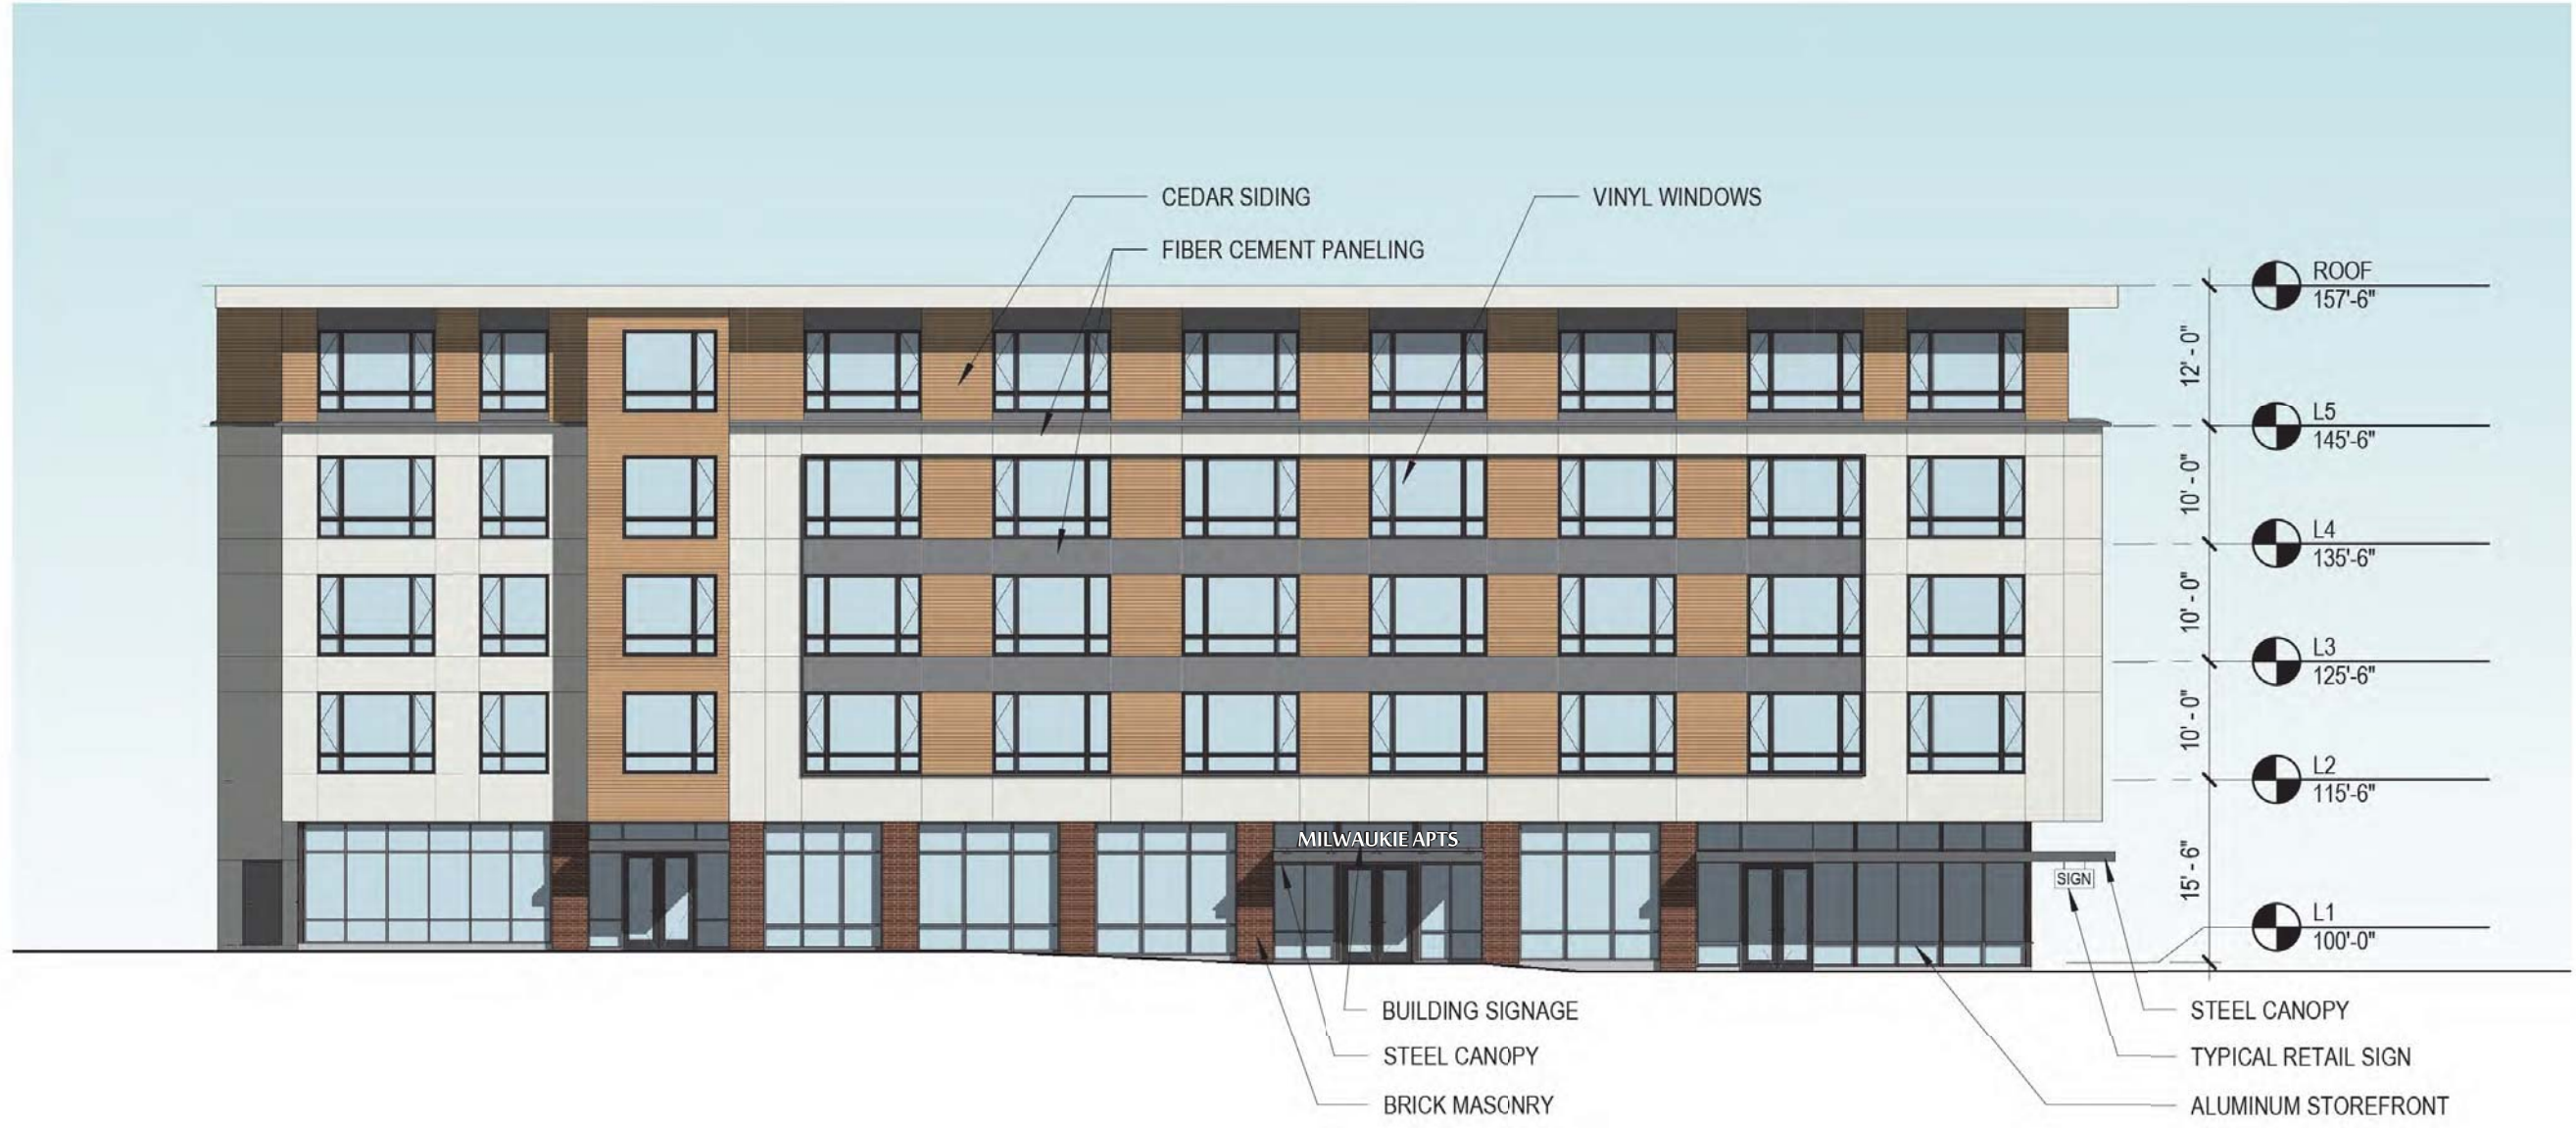 CEDAR SIDING
VINYL WINDOWS
FIBER CEMENT PANELING
ROOF
157'-6"
12' - 0"
L5
145'-6"
10' - 0"
L4
135'-6"
10' - 0"
L3
125'-6"
10' - 0"
L2
115'-6"
MILWAUKIE APTS
15' - 6"
SIGN
L1
100'-0"
BUILDING SIGNAGE
STEEL CANOPY
STEEL CANOPY
TYPICAL RETAIL SIGN
BRICK MASONRY
ALUMINUM STOREFRONT